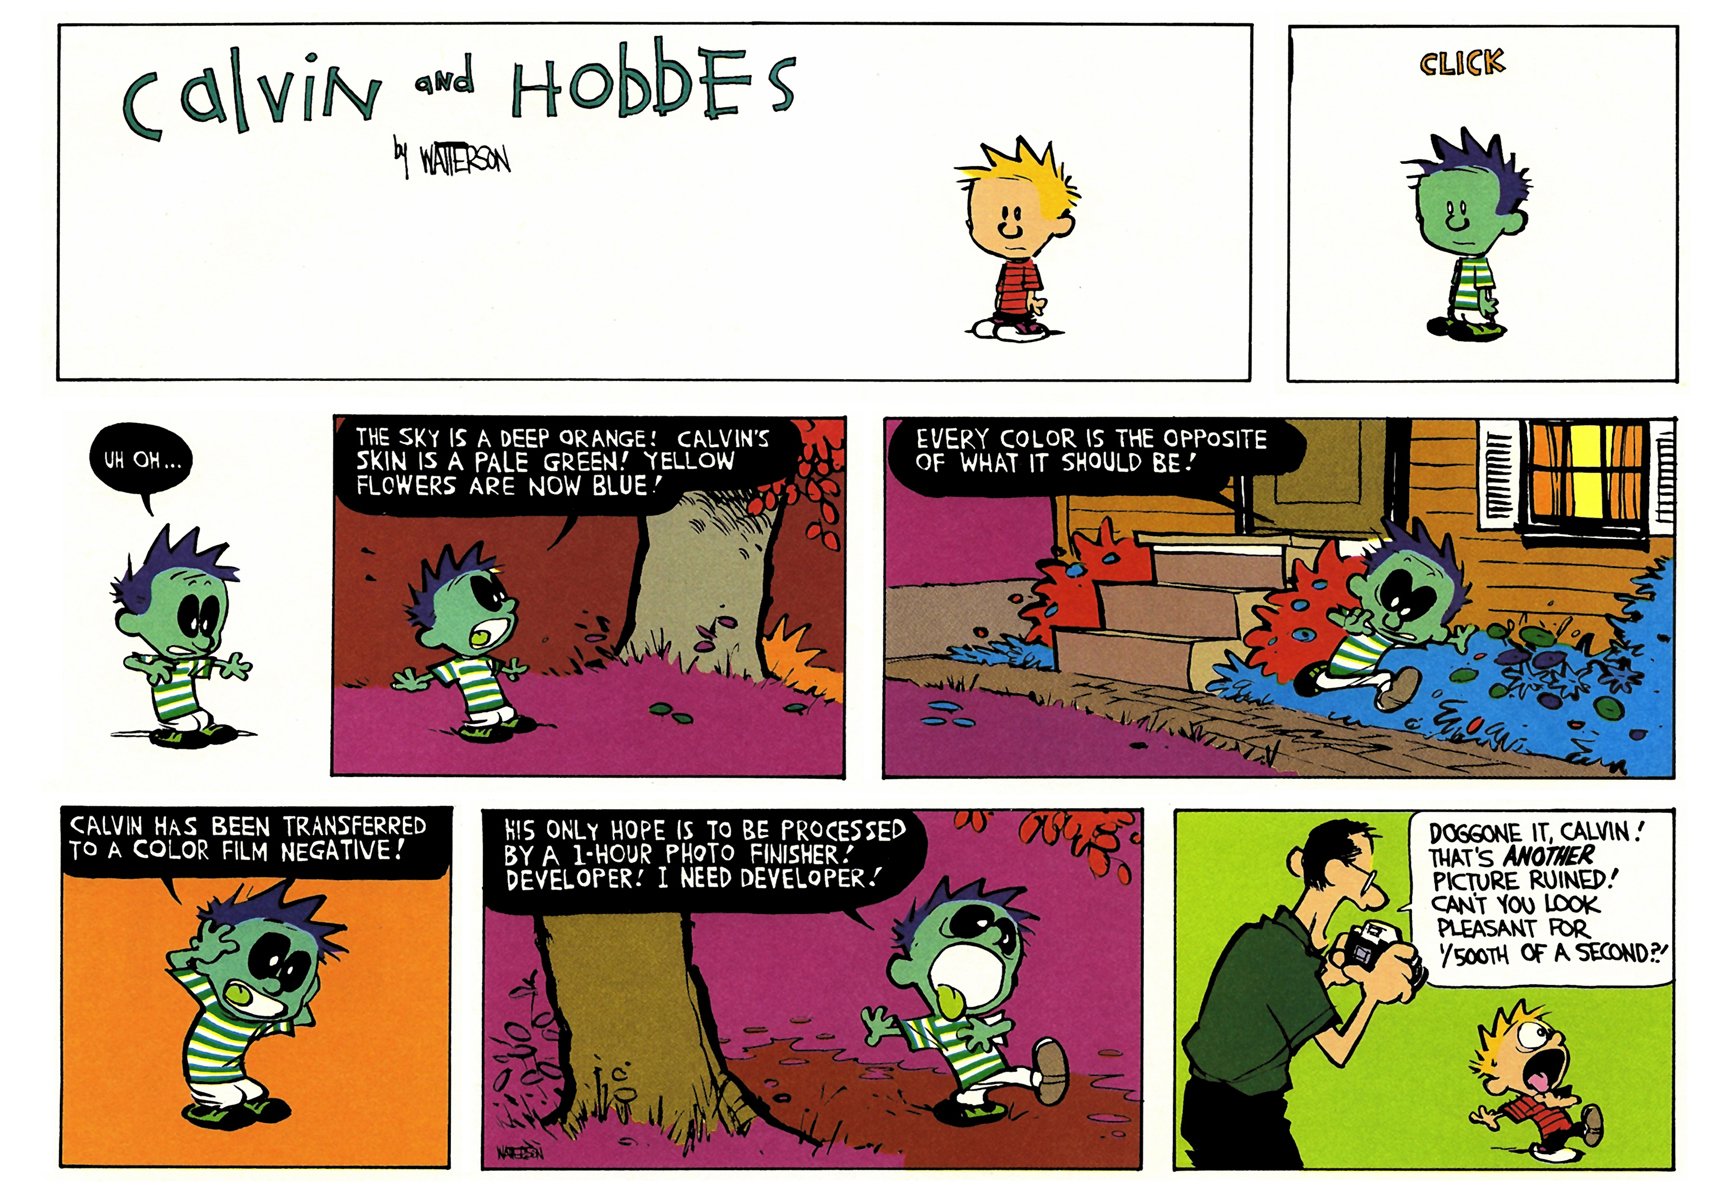 Calvin and HobbEs
by WATTERSON
CLICK
UH OH...
THE SKY IS A DEEP ORANGE! CALVIN'S
SKIN IS A PALE GREEN! YELLOW
FLOWERS ARE NOW BLUE!
EVERY COLOR IS THE OPPOSITE
OF WHAT IT SHOULD BE!
CALVIN HAS BEEN TRANSFERRED
TO A COLOR FILM NEGATIVE!
HIS ONLY HOPE IS TO BE PROCESSED
BY A 1-HOUR PHOTO FINISHER!
DEVELOPER! I NEED DEVELOPER!
WATTERSON
DOGGONE IT, CALVIN!
THAT'S ANOTHER
PICTURE RUINED!
CAN'T YOU LOOK
PLEASANT FOR
1/500TH OF A SECOND?!